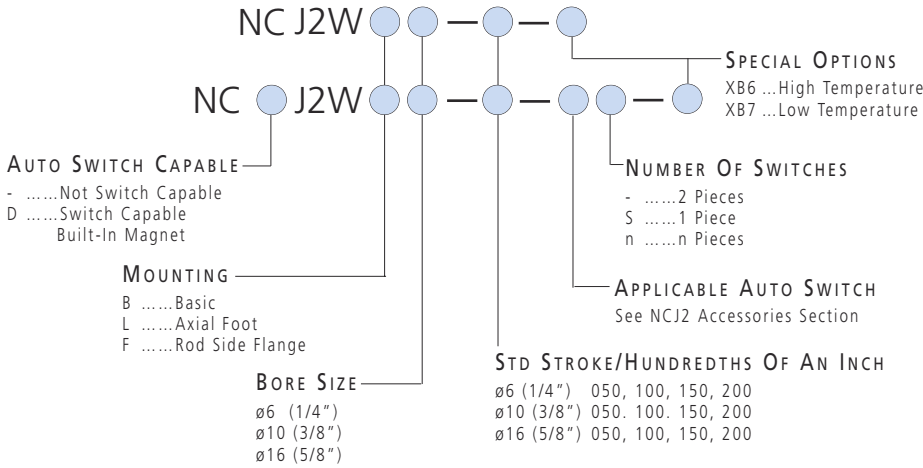 NC J2W — —
SPECIAL OPTIONS
XB6 ...High Temperature
XB7 ...Low Temperature
NC J2W — — —
AUTO SWITCH CAPABLE
- ......Not Switch Capable
D ......Switch Capable
Built-In Magnet
NUMBER OF SWITCHES
- ......2 Pieces
S ......1 Piece
n ......n Pieces
MOUNTING
B ......Basic
L ......Axial Foot
F ......Rod Side Flange
APPLICABLE AUTO SWITCH
See NCJ2 Accessories Section
BORE SIZE
ø6 (1/4")
ø10 (3/8")
ø16 (5/8")
STD STROKE/HUNDREDTHS OF AN INCH
ø6 (1/4") 050, 100, 150, 200
ø10 (3/8") 050. 100. 150, 200
ø16 (5/8") 050, 100, 150, 200